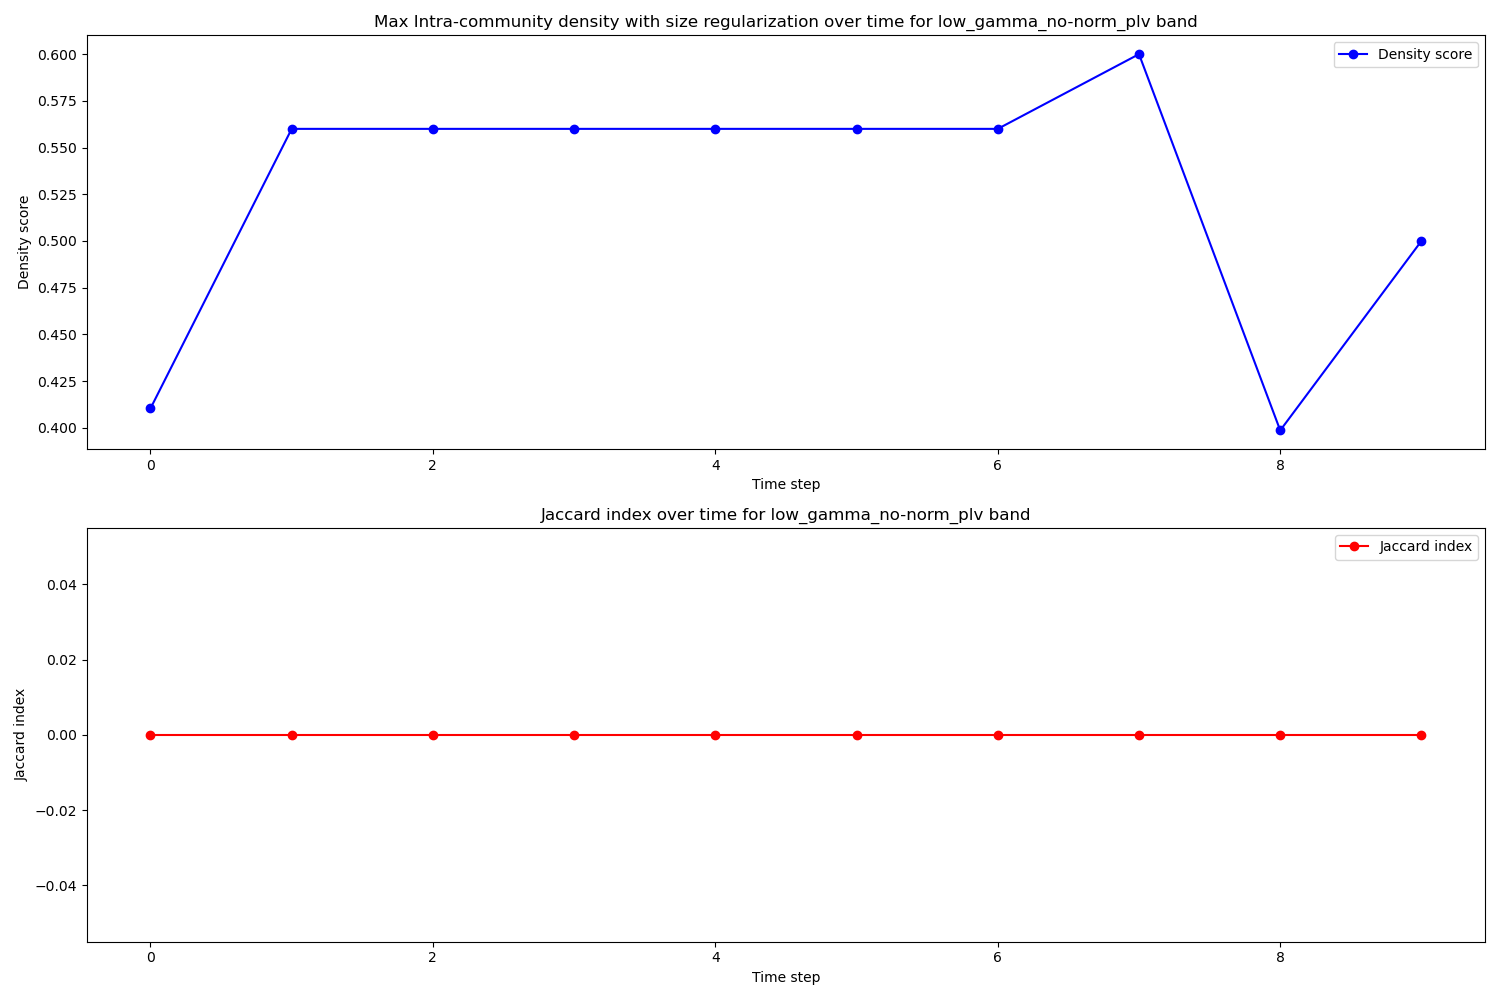 Max Intra-community density with size regularization over time for low_gamma_no-norm_plv band
Density score
0.600
0.575
0.550
0.525
0.500
0.475
0.450
0.425
0.400
Density score
0 2 4 6 8
Time step
Jaccard index over time for low_gamma_no-norm_plv band
Jaccard index
0.04
0.02
0.00
−0.02
−0.04
Jaccard index
0 2 4 6 8
Time step